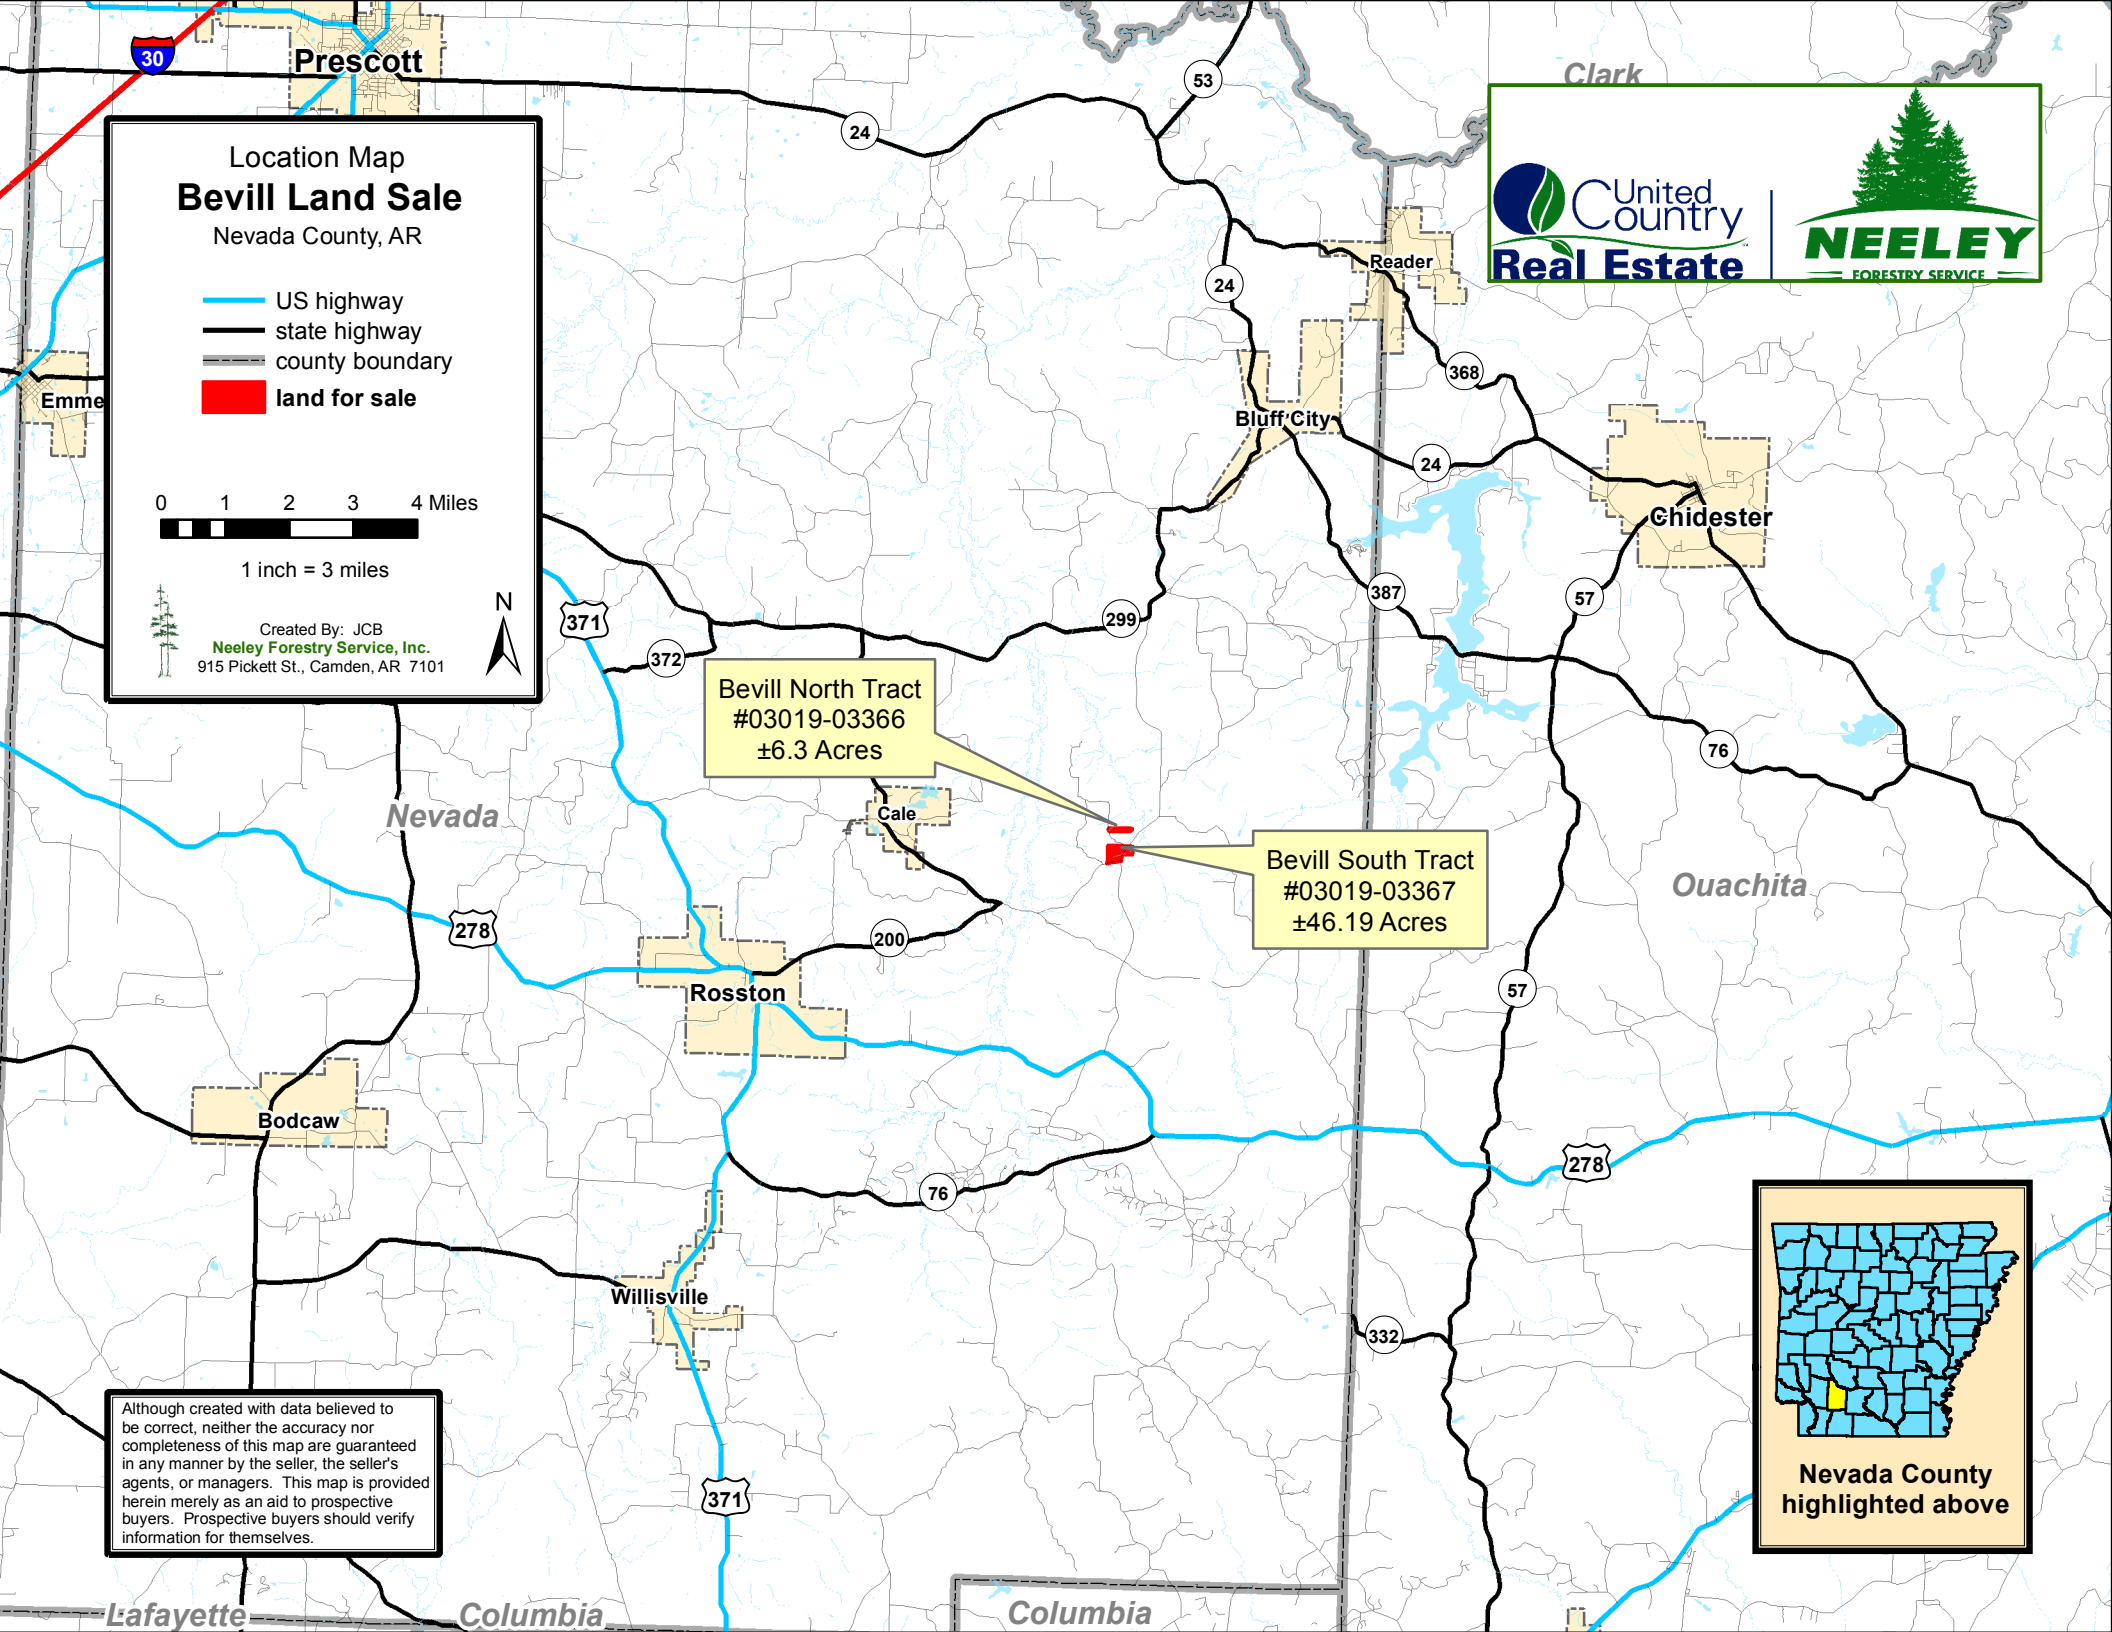 Prescott
30
53
24
Clark
Location Map
Bevill Land Sale
Nevada County, AR
US highway
state highway
county boundary
land for sale
0 1 2 3 4 Miles
1 inch = 3 miles
N
Created By: JCB
Neeley Forestry Service, Inc.
915 Pickett St., Camden, AR 7101
United
Country
Real Estate
NEELEY
FORESTRY SERVICE
Reader
24
368
Emme
Bluff City
24
Chidester
371
372
299
387
57
Bevill North Tract
#03019-03366
±6.3 Acres
76
Nevada
Cale
Bevill South Tract
#03019-03367
±46.19 Acres
Ouachita
278
200
Rosston
57
Bodcaw
278
76
Willisville
332
Although created with data believed to
be correct, neither the accuracy nor
completeness of this map are guaranteed
in any manner by the seller, the seller's
agents, or managers. This map is provided
herein merely as an aid to prospective
buyers. Prospective buyers should verify
information for themselves.
371
Nevada County
highlighted above
Lafayette
Columbia
Columbia